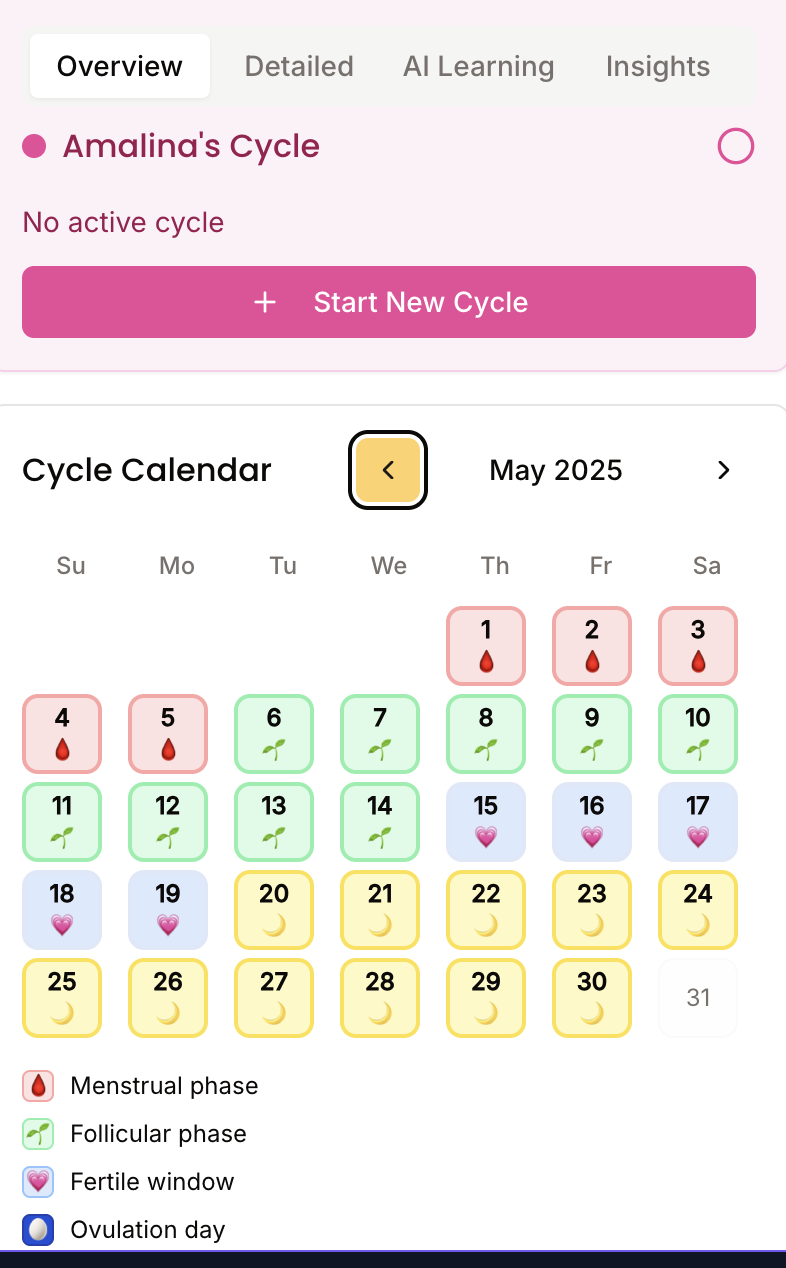 Overview Detailed AI Learning Insights
Amalina's Cycle
No active cycle
+ Start New Cycle
Cycle Calendar < May 2025 >
Su Mo Tu We Th Fr Sa
1 2 3
4 5 6 7 8 9 10
11 12 13 14 15 16 17
18 19 20 21 22 23 24
25 26 27 28 29 30 31
Menstrual phase
Follicular phase
Fertile window
Ovulation day